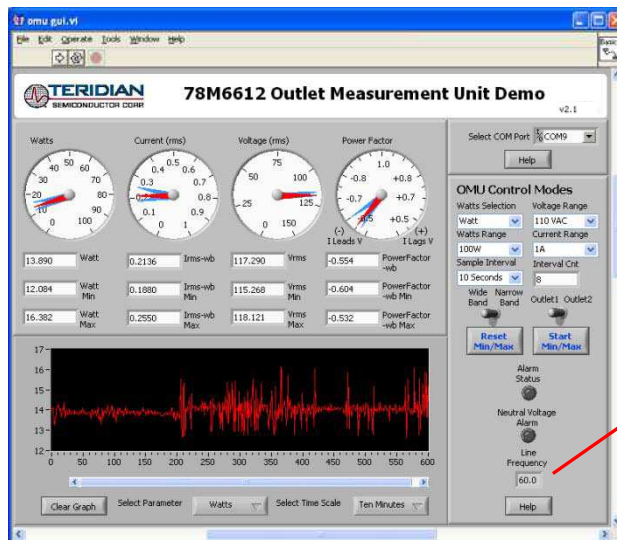 omu gui.vi
File Edit Operate Tools Window Help
Basic
TERIDIAN
SEMICONDUCTOR CORP.
78M6612 Outlet Measurement Unit Demo
v2.1
Watts
Current (rms)
Voltage (rms)
Power Factor
0 10 20 30 40 50 60 70 80 90 100
0 0.1 0.3 0.4 0.5 0.6 0.7 0.8 0.9 1.0
0 25 50 75 100 125 150
1.0
-0.8 +0.8
-0.7 +0.7
+0.5
(-) (+)
I Leads V I Lags V
13.890 Watt
0.2136 Irms-wb
117.290 Vrms
-0.554 PowerFactor -wb
12.084 Watt Min
0.1880 Irms-wb Min
115.268 Vrms Min
-0.604 PowerFactor -wb Min
16.382 Watt Max
0.2550 Irms-wb Max
118.121 Vrms Max
-0.532 PowerFactor -wb Max
17
16
15
14
13
12
0 50 100 150 200 250 300 350 400 450 500 550 600
Clear Graph
Select Parameter
Watts
Select Time Scale
Ten Minutes
Select COM Port
COM9
Help
OMU Control Modes
Watts Selection Voltage Range
Watt 110 VAC
Watts Range Current Range
100W 1A
Sample Interval Interval Cnt
10 Seconds 8
Wide Band Narrow Band
Outlet1 Outlet2
Reset Min/Max
Start Min/Max
Alarm Status
Neutral Voltage Alarm
Line Frequency
60.0
Help